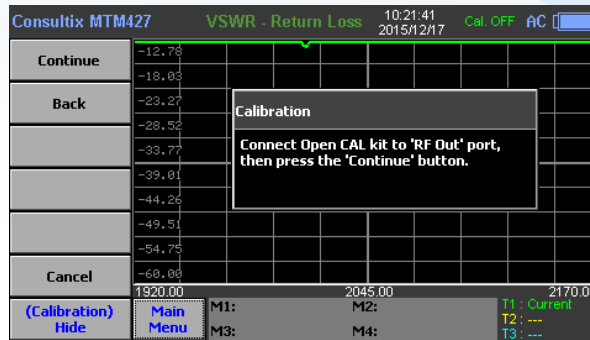 Consultix MTM427 VSWR - Return Loss 10:21:41 2015/12/17 Cal. OFF AC
Continue
Back
Cancel
(Calibration)
Hide
-12.78
-18.03
-23.27
-28.52
-33.77
-39.01
-44.26
-49.51
-54.75
-60.00
Calibration
Connect Open CAL kit to 'RF Out' port,
then press the 'Continue' button.
1920.00 2045.00 2170.0
Main
Menu
M1: M2:
M3: M4:
T1 : Current
T2 : ---
T3 : ---